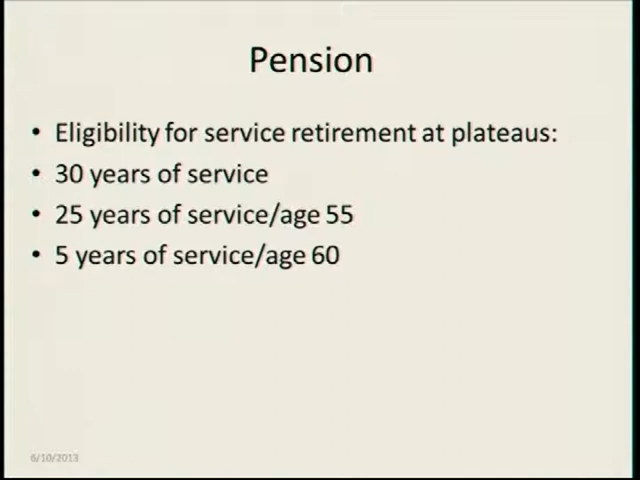 Pension
• Eligibility for service retirement at plateaus:
• 30 years of service
• 25 years of service/age 55
• 5 years of service/age 60
6/10/2013